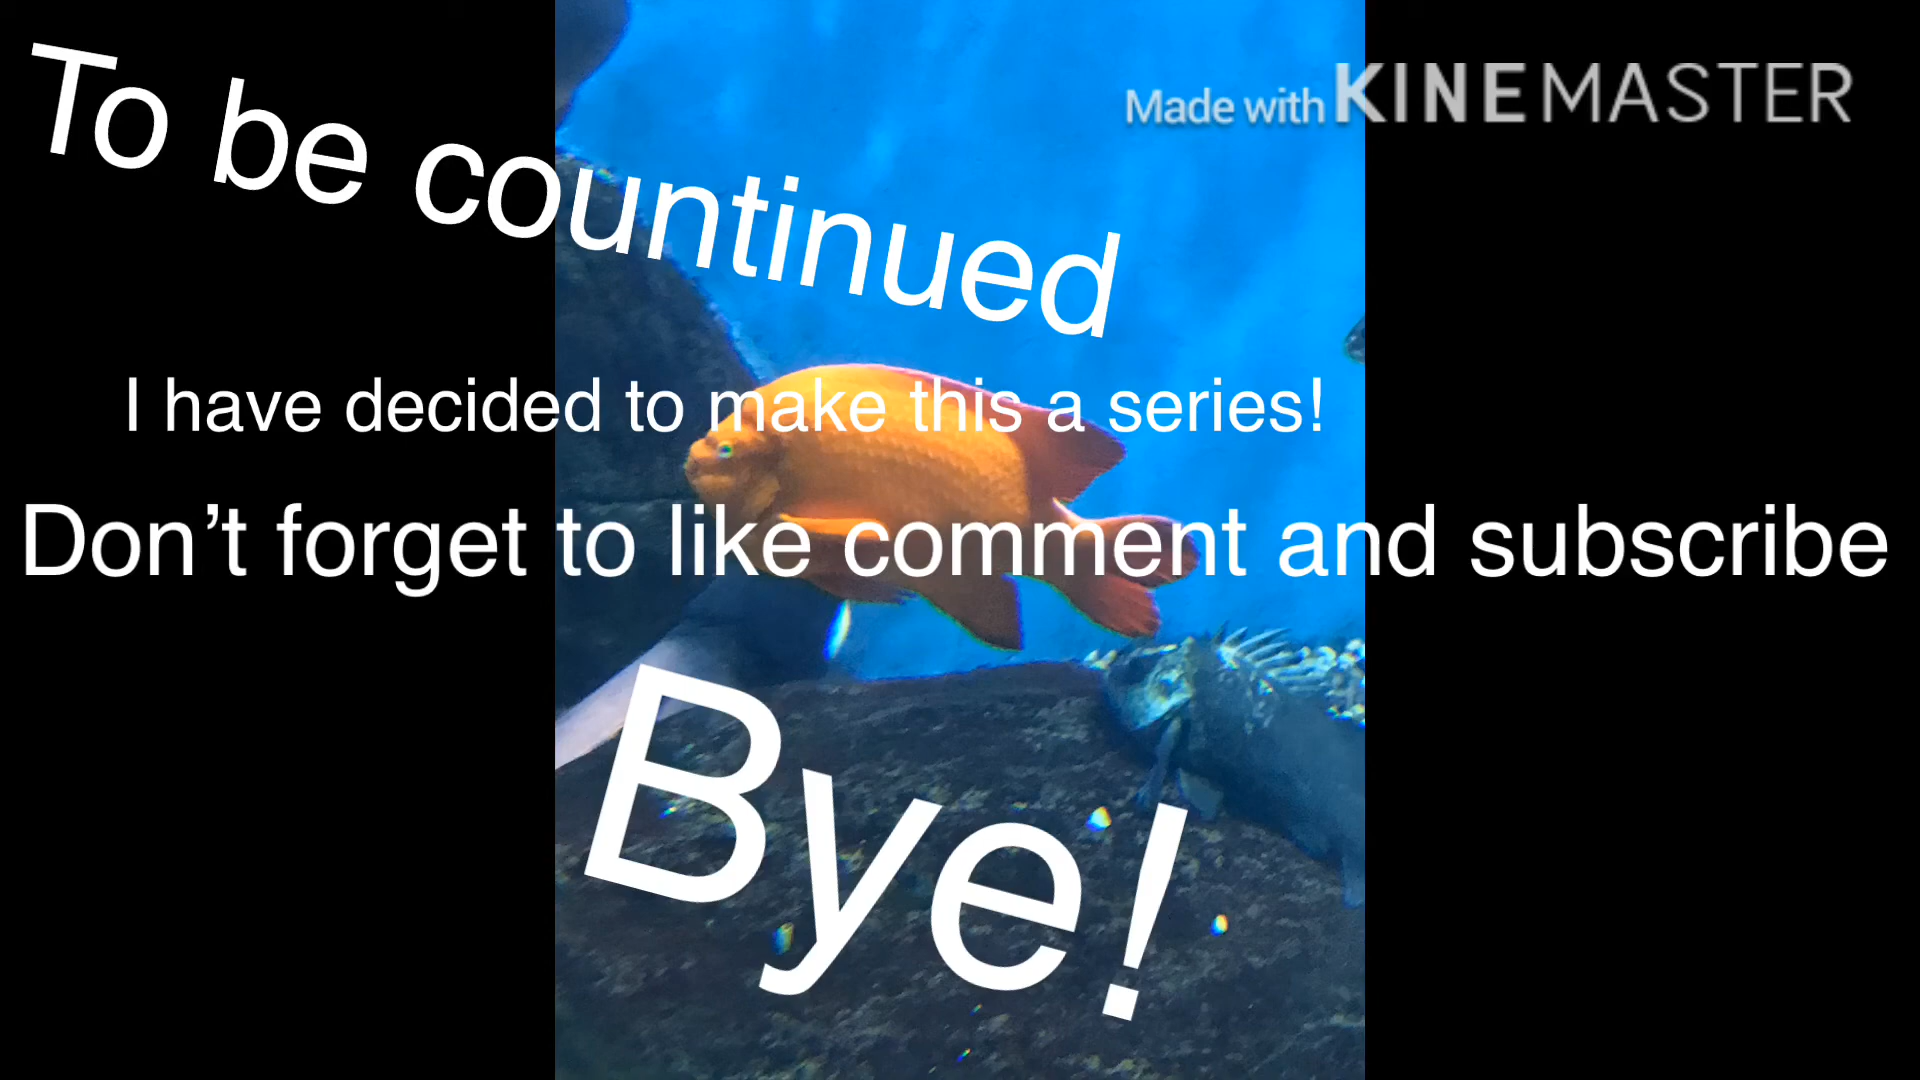 To be countinued
Made with KINEMASTER
I have decided to make this a series!
Don’t forget to like comment and subscribe
Bye!